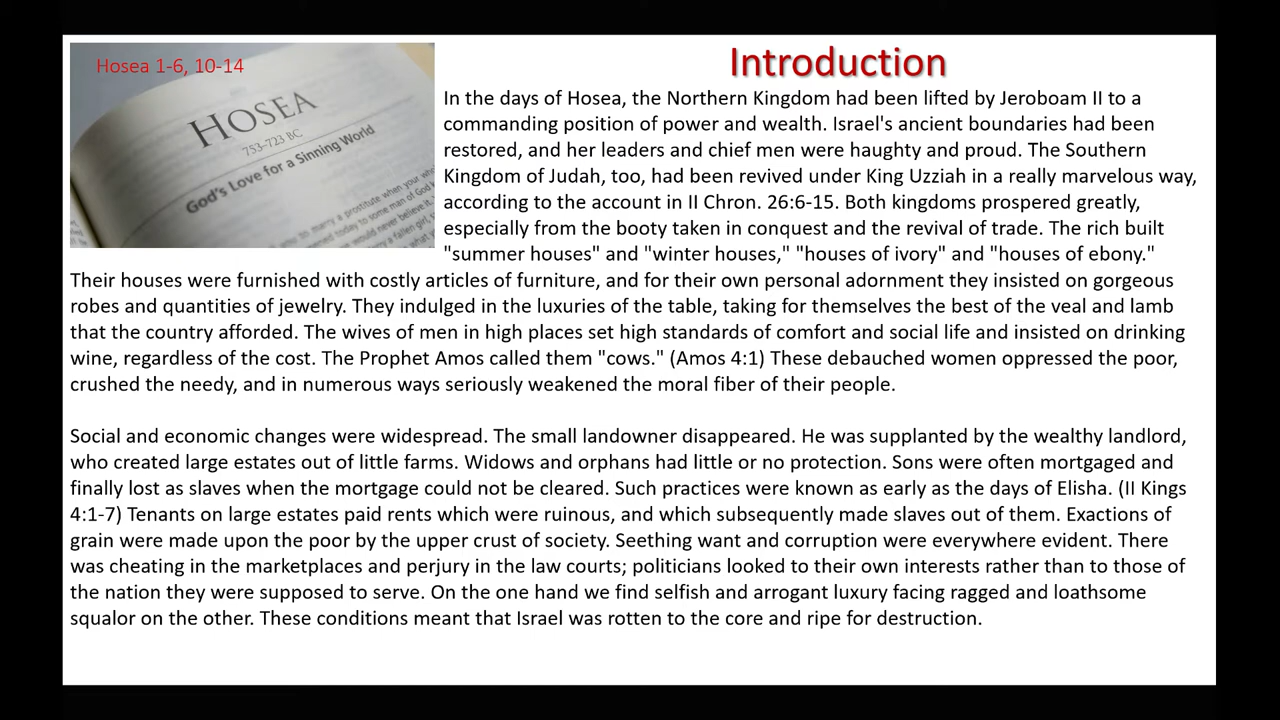 Hosea 1-6, 10-14
HOSEA
753-723 BC
God's Love for a Sinning World
Introduction
In the days of Hosea, the Northern Kingdom had been lifted by Jeroboam II to a
commanding position of power and wealth. Israel's ancient boundaries had been
restored, and her leaders and chief men were haughty and proud. The Southern
Kingdom of Judah, too, had been revived under King Uzziah in a really marvelous way,
according to the account in II Chron. 26:6-15. Both kingdoms prospered greatly,
especially from the booty taken in conquest and the revival of trade. The rich built
"summer houses" and "winter houses," "houses of ivory" and "houses of ebony."
Their houses were furnished with costly articles of furniture, and for their own personal adornment they insisted on gorgeous
robes and quantities of jewelry. They indulged in the luxuries of the table, taking for themselves the best of the veal and lamb
that the country afforded. The wives of men in high places set high standards of comfort and social life and insisted on drinking
wine, regardless of the cost. The Prophet Amos called them "cows." (Amos 4:1) These debauched women oppressed the poor,
crushed the needy, and in numerous ways seriously weakened the moral fiber of their people.
Social and economic changes were widespread. The small landowner disappeared. He was supplanted by the wealthy landlord,
who created large estates out of little farms. Widows and orphans had little or no protection. Sons were often mortgaged and
finally lost as slaves when the mortgage could not be cleared. Such practices were known as early as the days of Elisha. (II Kings
4:1-7) Tenants on large estates paid rents which were ruinous, and which subsequently made slaves out of them. Exactions of
grain were made upon the poor by the upper crust of society. Seething want and corruption were everywhere evident. There
was cheating in the marketplaces and perjury in the law courts; politicians looked to their own interests rather than to those of
the nation they were supposed to serve. On the one hand we find selfish and arrogant luxury facing ragged and loathsome
squalor on the other. These conditions meant that Israel was rotten to the core and ripe for destruction.